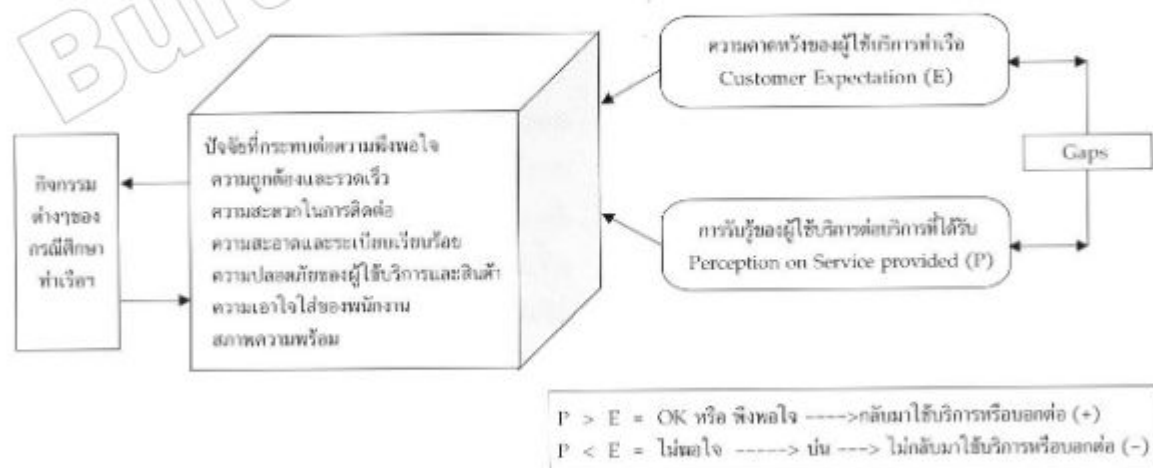 Bur
ความคาดหวังของผู้ใช้บริการท่าเรือ
Customer Expectation (E)
Gaps
การรับรู้ของผู้ใช้บริการต่อบริการที่ได้รับ
Perception on Service provided (P)
กิจกรรม
ต่างๆของ
กรณีศึกษา
ท่าเรือฯ
ปัจจัยที่กระทบต่อความพึงพอใจ
ความถูกต้องและรวดเร็ว
ความสะดวกในการติดต่อ
ความสะอาดและระเบียบเรียบร้อย
ความปลอดภัยของผู้ใช้บริการและสินค้า
ความเอาใจใส่ของพนักงาน
สภาพความพร้อม
P > E = OK หรือ พึงพอใจ ---->กลับมาใช้บริการหรือบอกต่อ (+)
P < E = ไม่พอใจ -----> บ่น ---> ไม่กลับมาใช้บริการหรือบอกต่อ (-)